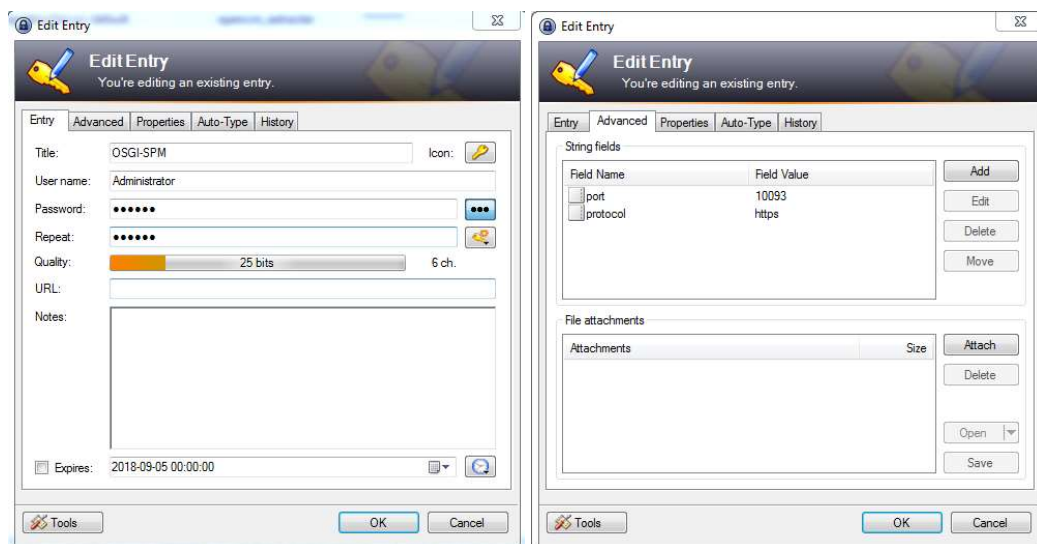 Edit Entry
Edit Entry
You're editing an existing entry.
Entry Advanced Properties Auto-Type History
Title: OSGI-SPM Icon:
User name: Administrator
Password: ●●●●●● ●●●
Repeat: ●●●●●●
Quality: 25 bits 6 ch.
URL:
Notes:
Expires: 2018-09-05 00:00:00
Tools OK Cancel
Edit Entry
Edit Entry
You're editing an existing entry.
Entry Advanced Properties Auto-Type History
String fields
Field Name Field Value Add
port 10093
protocol https
Edit
Delete
Move
File attachments
Attachments Size Attach
Delete
Open
Save
Tools OK Cancel